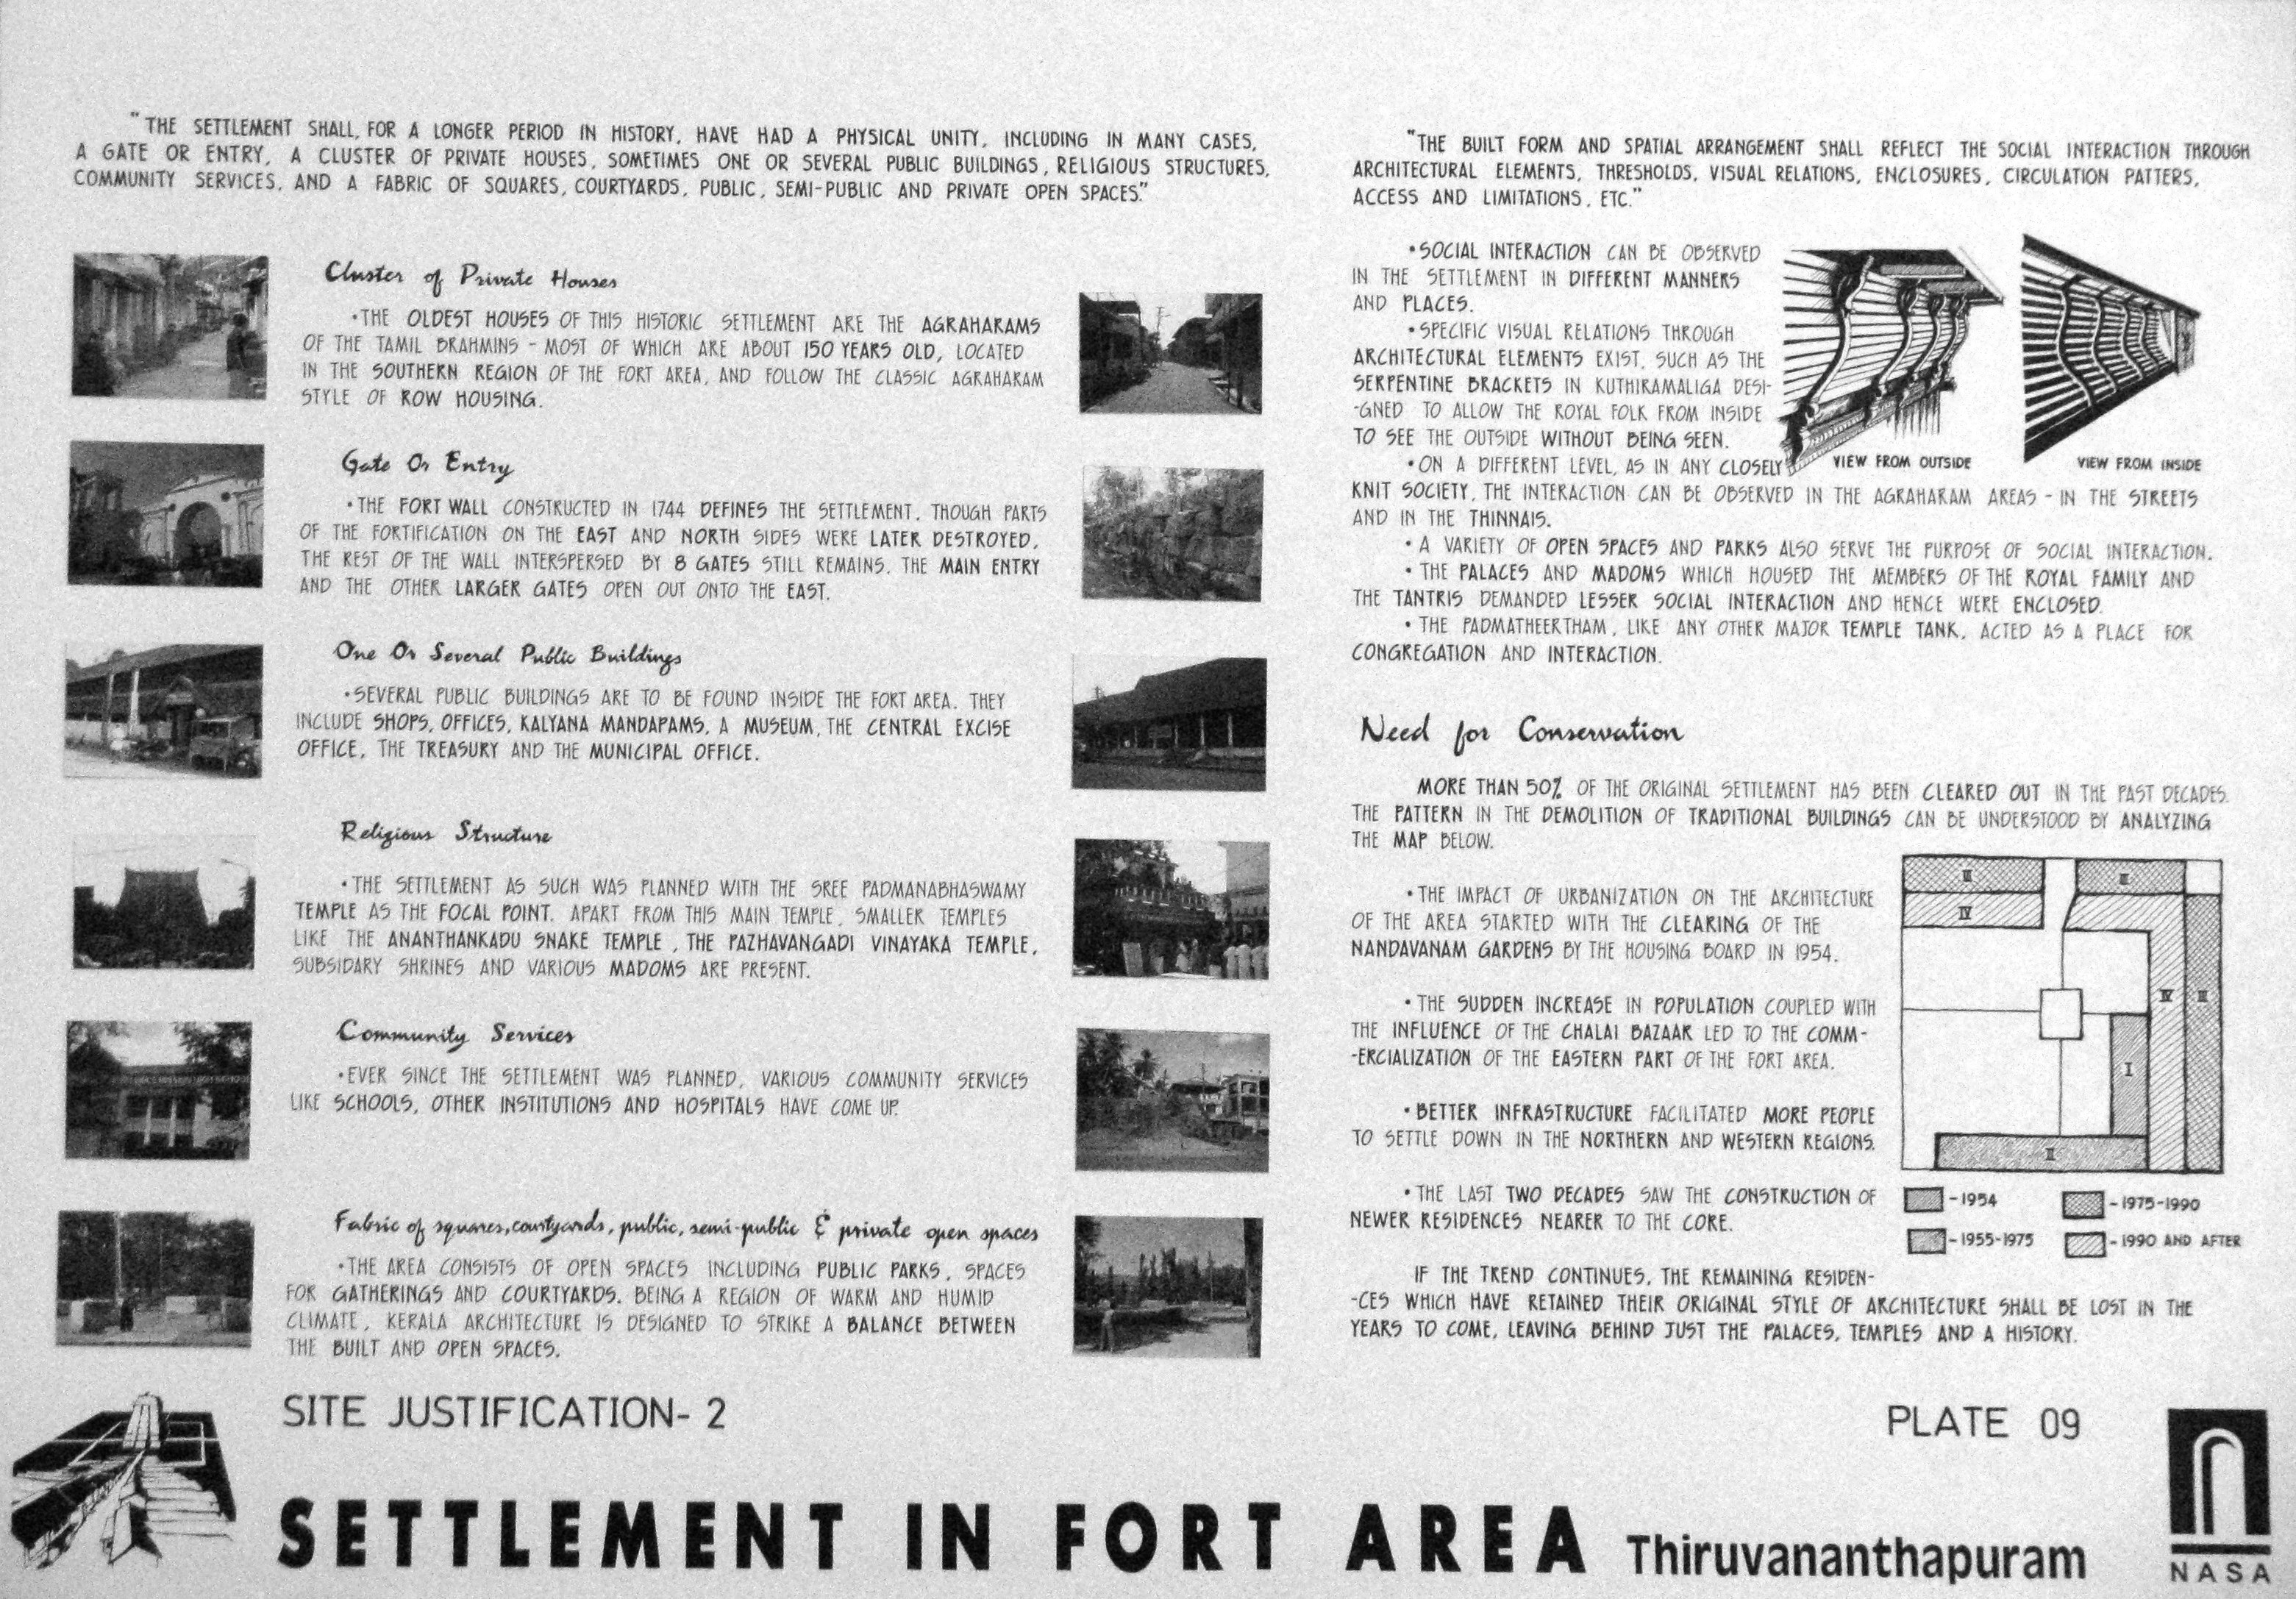 "THE SETTLEMENT SHALL, FOR A LONGER PERIOD IN HISTORY, HAVE HAD A PHYSICAL UNITY, INCLUDING IN MANY CASES,
A GATE OR ENTRY, A CLUSTER OF PRIVATE HOUSES, SOMETIMES ONE OR SEVERAL PUBLIC BUILDINGS, RELIGIOUS STRUCTURES,
COMMUNITY SERVICES, AND A FABRIC OF SQUARES, COURTYARDS, PUBLIC, SEMI-PUBLIC AND PRIVATE OPEN SPACES."
Cluster of Private Houses
•THE OLDEST HOUSES OF THIS HISTORIC SETTLEMENT ARE THE AGRAHARAMS
OF THE TAMIL BRAHMINS - MOST OF WHICH ARE ABOUT 150 YEARS OLD, LOCATED
IN THE SOUTHERN REGION OF THE FORT AREA, AND FOLLOW THE CLASSIC AGRAHARAM
STYLE OF ROW HOUSING.
Gate Or Entry
•THE FORT WALL CONSTRUCTED IN 1744 DEFINES THE SETTLEMENT. THOUGH PARTS
OF THE FORTIFICATION ON THE EAST AND NORTH SIDES WERE LATER DESTROYED,
THE REST OF THE WALL INTERSPERSED BY 8 GATES STILL REMAINS. THE MAIN ENTRY
AND THE OTHER LARGER GATES OPEN OUT ONTO THE EAST.
One Or Several Public Buildings
•SEVERAL PUBLIC BUILDINGS ARE TO BE FOUND INSIDE THE FORT AREA. THEY
INCLUDE SHOPS, OFFICES, KALYANA MANDAPAMS, A MUSEUM, THE CENTRAL EXCISE
OFFICE, THE TREASURY AND THE MUNICIPAL OFFICE.
Religious Structure
•THE SETTLEMENT AS SUCH WAS PLANNED WITH THE SREE PADMANABHASWAMY
TEMPLE AS THE FOCAL POINT. APART FROM THIS MAIN TEMPLE, SMALLER TEMPLES
LIKE THE ANANTHANKADU SNAKE TEMPLE, THE PAZHAVANGADI VINAYAKA TEMPLE,
SUBSIDARY SHRINES AND VARIOUS MADOMS ARE PRESENT.
Community Services
•EVER SINCE THE SETTLEMENT WAS PLANNED, VARIOUS COMMUNITY SERVICES
LIKE SCHOOLS, OTHER INSTITUTIONS AND HOSPITALS HAVE COME UP.
Fabric of squares, courtyards, public, semi-public & private open spaces
•THE AREA CONSISTS OF OPEN SPACES INCLUDING PUBLIC PARKS, SPACES
FOR GATHERINGS AND COURTYARDS. BEING A REGION OF WARM AND HUMID
CLIMATE, KERALA ARCHITECTURE IS DESIGNED TO STRIKE A BALANCE BETWEEN
THE BUILT AND OPEN SPACES.
"THE BUILT FORM AND SPATIAL ARRANGEMENT SHALL REFLECT THE SOCIAL INTERACTION THROUGH
ARCHITECTURAL ELEMENTS, THRESHOLDS, VISUAL RELATIONS, ENCLOSURES, CIRCULATION PATTERS,
ACCESS AND LIMITATIONS, ETC."
•SOCIAL INTERACTION CAN BE OBSERVED
IN THE SETTLEMENT IN DIFFERENT MANNERS
AND PLACES.
•SPECIFIC VISUAL RELATIONS THROUGH
ARCHITECTURAL ELEMENTS EXIST, SUCH AS THE
SERPENTINE BRACKETS IN KUTHIRAMALIGA DESI-
-GNED TO ALLOW THE ROYAL FOLK FROM INSIDE
TO SEE THE OUTSIDE WITHOUT BEING SEEN.
VIEW FROM OUTSIDE
VIEW FROM INSIDE
•ON A DIFFERENT LEVEL, AS IN ANY CLOSELY
KNIT SOCIETY, THE INTERACTION CAN BE OBSERVED IN THE AGRAHARAM AREAS - IN THE STREETS
AND IN THE THINNAIS.
•A VARIETY OF OPEN SPACES AND PARKS ALSO SERVE THE PURPOSE OF SOCIAL INTERACTION.
•THE PALACES AND MADOMS WHICH HOUSED THE MEMBERS OF THE ROYAL FAMILY AND
THE TANTRIS DEMANDED LESSER SOCIAL INTERACTION AND HENCE WERE ENCLOSED.
•THE PADMATHEERTHAM, LIKE ANY OTHER MAJOR TEMPLE TANK, ACTED AS A PLACE FOR
CONGREGATION AND INTERACTION.
Need for Conservation
MORE THAN 50% OF THE ORIGINAL SETTLEMENT HAS BEEN CLEARED OUT IN THE PAST DECADES.
THE PATTERN IN THE DEMOLITION OF TRADITIONAL BUILDINGS CAN BE UNDERSTOOD BY ANALYZING
THE MAP BELOW.
•THE IMPACT OF URBANIZATION ON THE ARCHITECTURE
OF THE AREA STARTED WITH THE CLEARING OF THE
NANDAVANAM GARDENS BY THE HOUSING BOARD IN 1954.
•THE SUDDEN INCREASE IN POPULATION COUPLED WITH
THE INFLUENCE OF THE CHALAI BAZAAR LED TO THE COMM-
-ERCIALIZATION OF THE EASTERN PART OF THE FORT AREA.
•BETTER INFRASTRUCTURE FACILITATED MORE PEOPLE
TO SETTLE DOWN IN THE NORTHERN AND WESTERN REGIONS.
•THE LAST TWO DECADES SAW THE CONSTRUCTION OF
NEWER RESIDENCES NEARER TO THE CORE.
IV
IV
I
II
-1954
-1975-1990
-1955-1975
-1990 AND AFTER
IF THE TREND CONTINUES, THE REMAINING RESIDEN-
-CES WHICH HAVE RETAINED THEIR ORIGINAL STYLE OF ARCHITECTURE SHALL BE LOST IN THE
YEARS TO COME, LEAVING BEHIND JUST THE PALACES, TEMPLES AND A HISTORY.
SITE JUSTIFICATION- 2
PLATE 09
SETTLEMENT IN FORT AREA Thiruvananthapuram
NASA